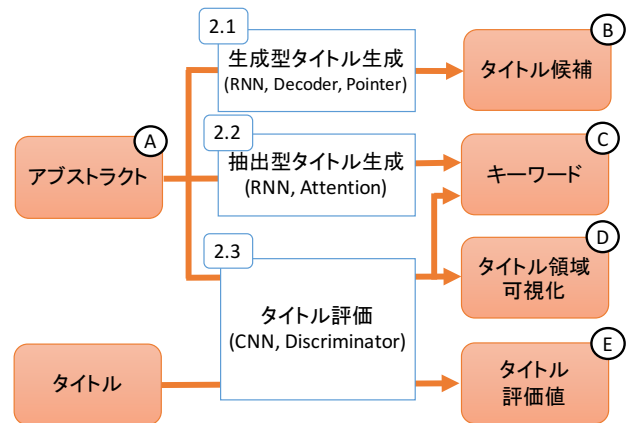 2.1
生成型タイトル生成
(RNN, Decoder, Pointer)
B
タイトル候補
A
アブストラクト
2.2
抽出型タイトル生成
(RNN, Attention)
C
キーワード
2.3
タイトル評価
(CNN, Discriminator)
D
タイトル領域
可視化
タイトル
E
タイトル
評価値